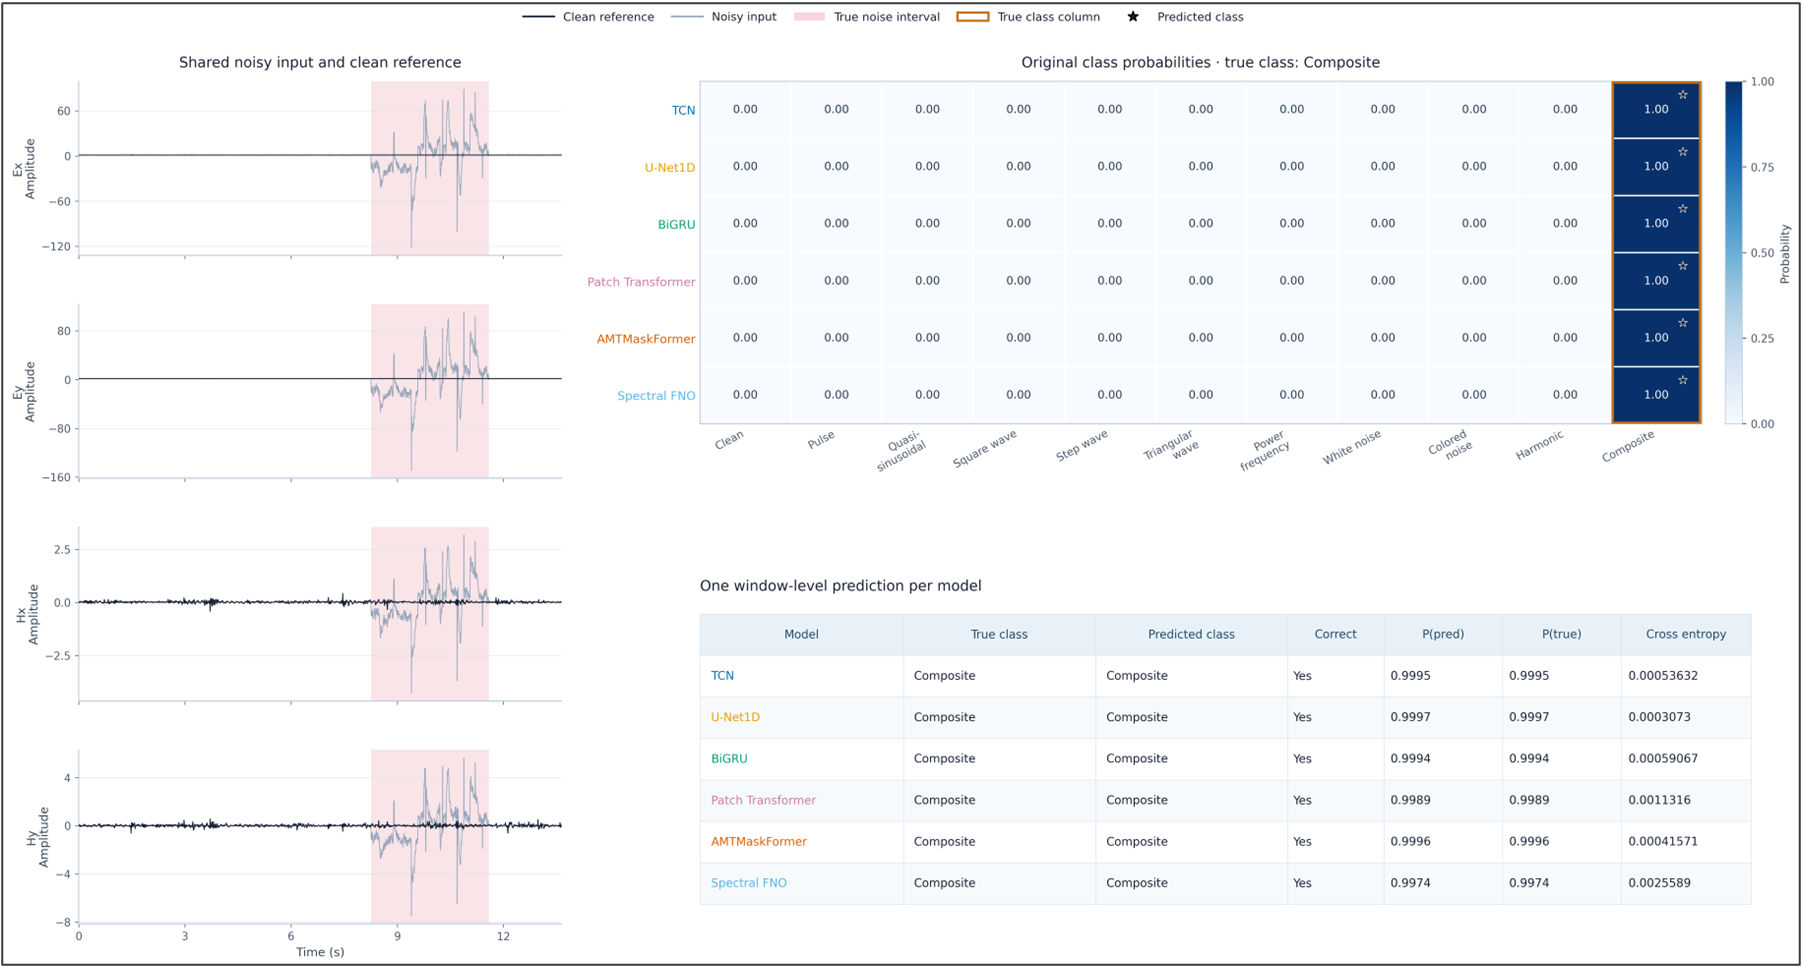 Clean reference Noisy input True noise interval True class column Predicted class
Shared noisy input and clean reference
Ex
Amplitude
60
0
−60
−120
Ey
Amplitude
80
0
−80
−160
Hx
Amplitude
2.5
0.0
−2.5
Hy
Amplitude
4
0
−4
−8
0 3 6 9 12
Time (s)
Original class probabilities · true class: Composite
TCN 0.00 0.00 0.00 0.00 0.00 0.00 0.00 0.00 0.00 0.00 1.00
U-Net1D 0.00 0.00 0.00 0.00 0.00 0.00 0.00 0.00 0.00 0.00 1.00
BiGRU 0.00 0.00 0.00 0.00 0.00 0.00 0.00 0.00 0.00 0.00 1.00
Patch Transformer 0.00 0.00 0.00 0.00 0.00 0.00 0.00 0.00 0.00 0.00 1.00
AMTMaskFormer 0.00 0.00 0.00 0.00 0.00 0.00 0.00 0.00 0.00 0.00 1.00
Spectral FNO 0.00 0.00 0.00 0.00 0.00 0.00 0.00 0.00 0.00 0.00 1.00
Clean
Pulse
Quasi-
sinusoidal
Square wave
Step wave
Triangular
wave
Power
frequency
White noise
Colored
noise
Harmonic
Composite
1.00
0.75
0.50
0.25
0.00
Probability
One window-level prediction per model
Model True class Predicted class Correct P(pred) P(true) Cross entropy
TCN Composite Composite Yes 0.9995 0.9995 0.00053632
U-Net1D Composite Composite Yes 0.9997 0.9997 0.0003073
BiGRU Composite Composite Yes 0.9994 0.9994 0.00059067
Patch Transformer Composite Composite Yes 0.9989 0.9989 0.0011316
AMTMaskFormer Composite Composite Yes 0.9996 0.9996 0.00041571
Spectral FNO Composite Composite Yes 0.9974 0.9974 0.0025589